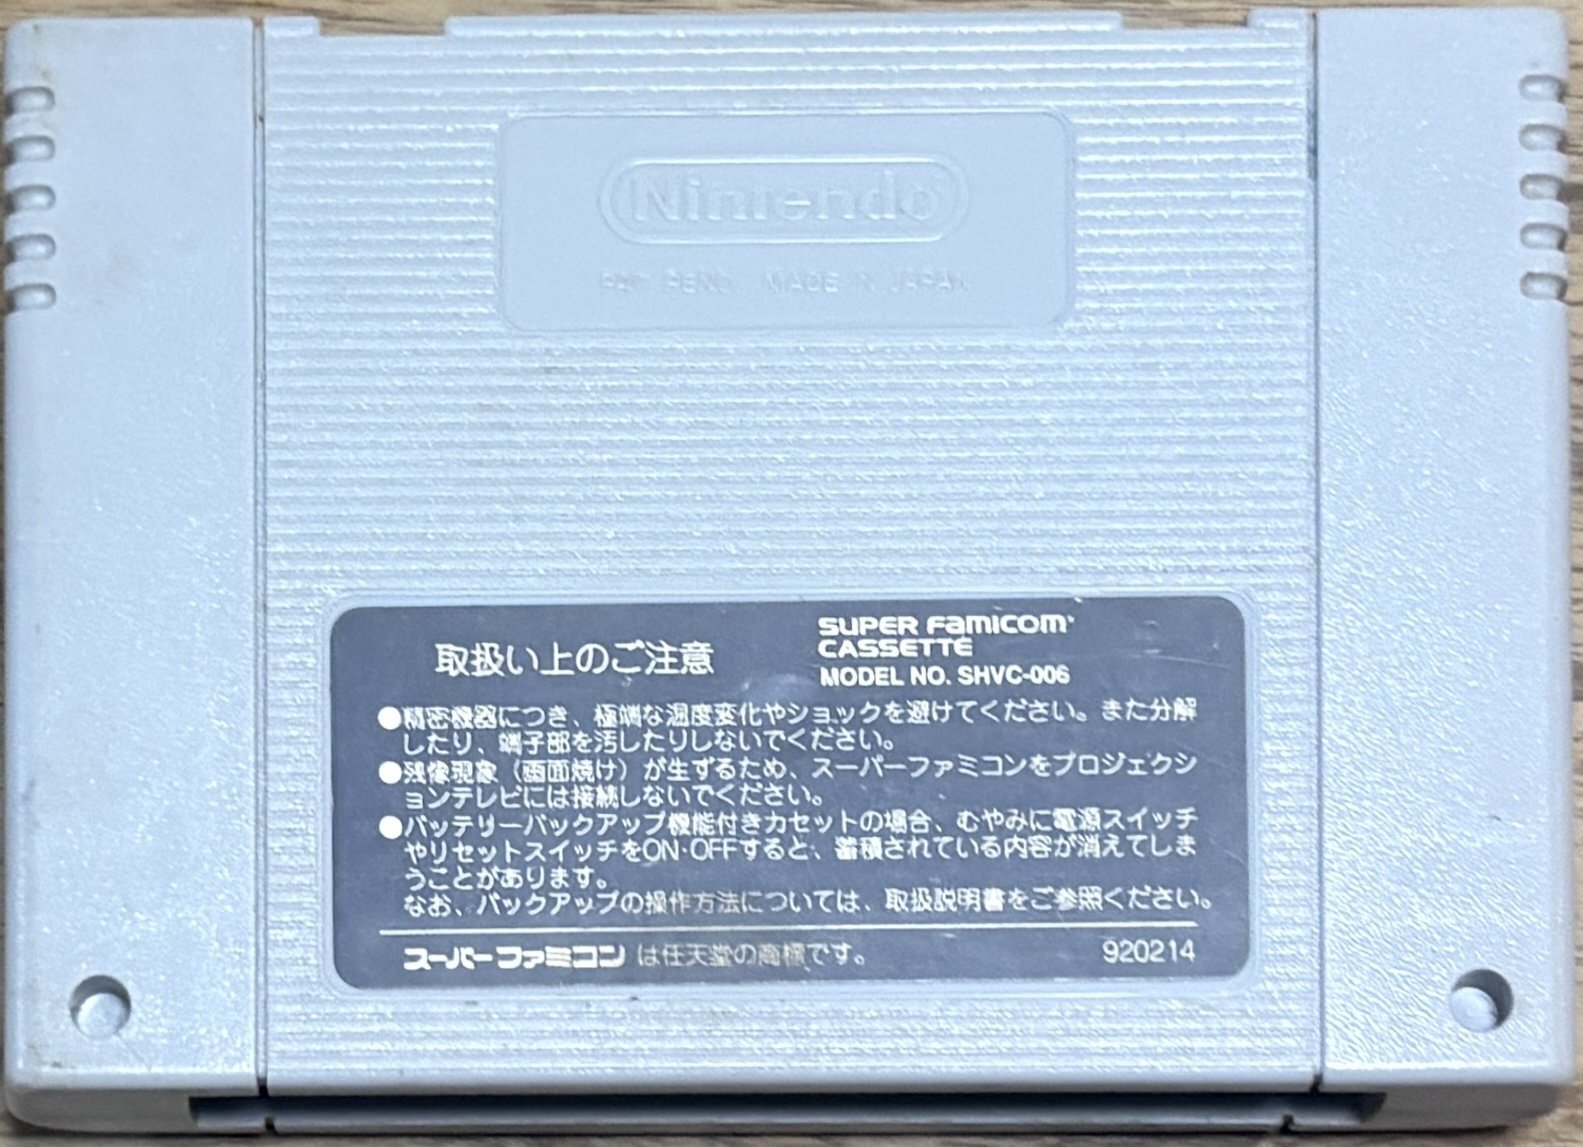 Nintendo
PAT. PEND. MADE IN JAPAN
取扱い上のご注意
SUPER FAMICOM
CASSETTE
MODEL NO. SHVC-006
●精密機器につき、極端な温度変化やショックを避けてください。また分解
したり、端子部を汚したりしないでください。
●残像現象（画面焼け）が生ずるため、スーパーファミコンをプロジェクシ
ョンテレビには接続しないでください。
●バッテリーバックアップ機能付きカセットの場合、むやみに電源スイッチ
やリセットスイッチをON・OFFすると、蓄積されている内容が消えてしま
うことがあります。
なお、バックアップの操作方法については、取扱説明書をご参照ください。
スーパーファミコン は任天堂の商標です。
920214